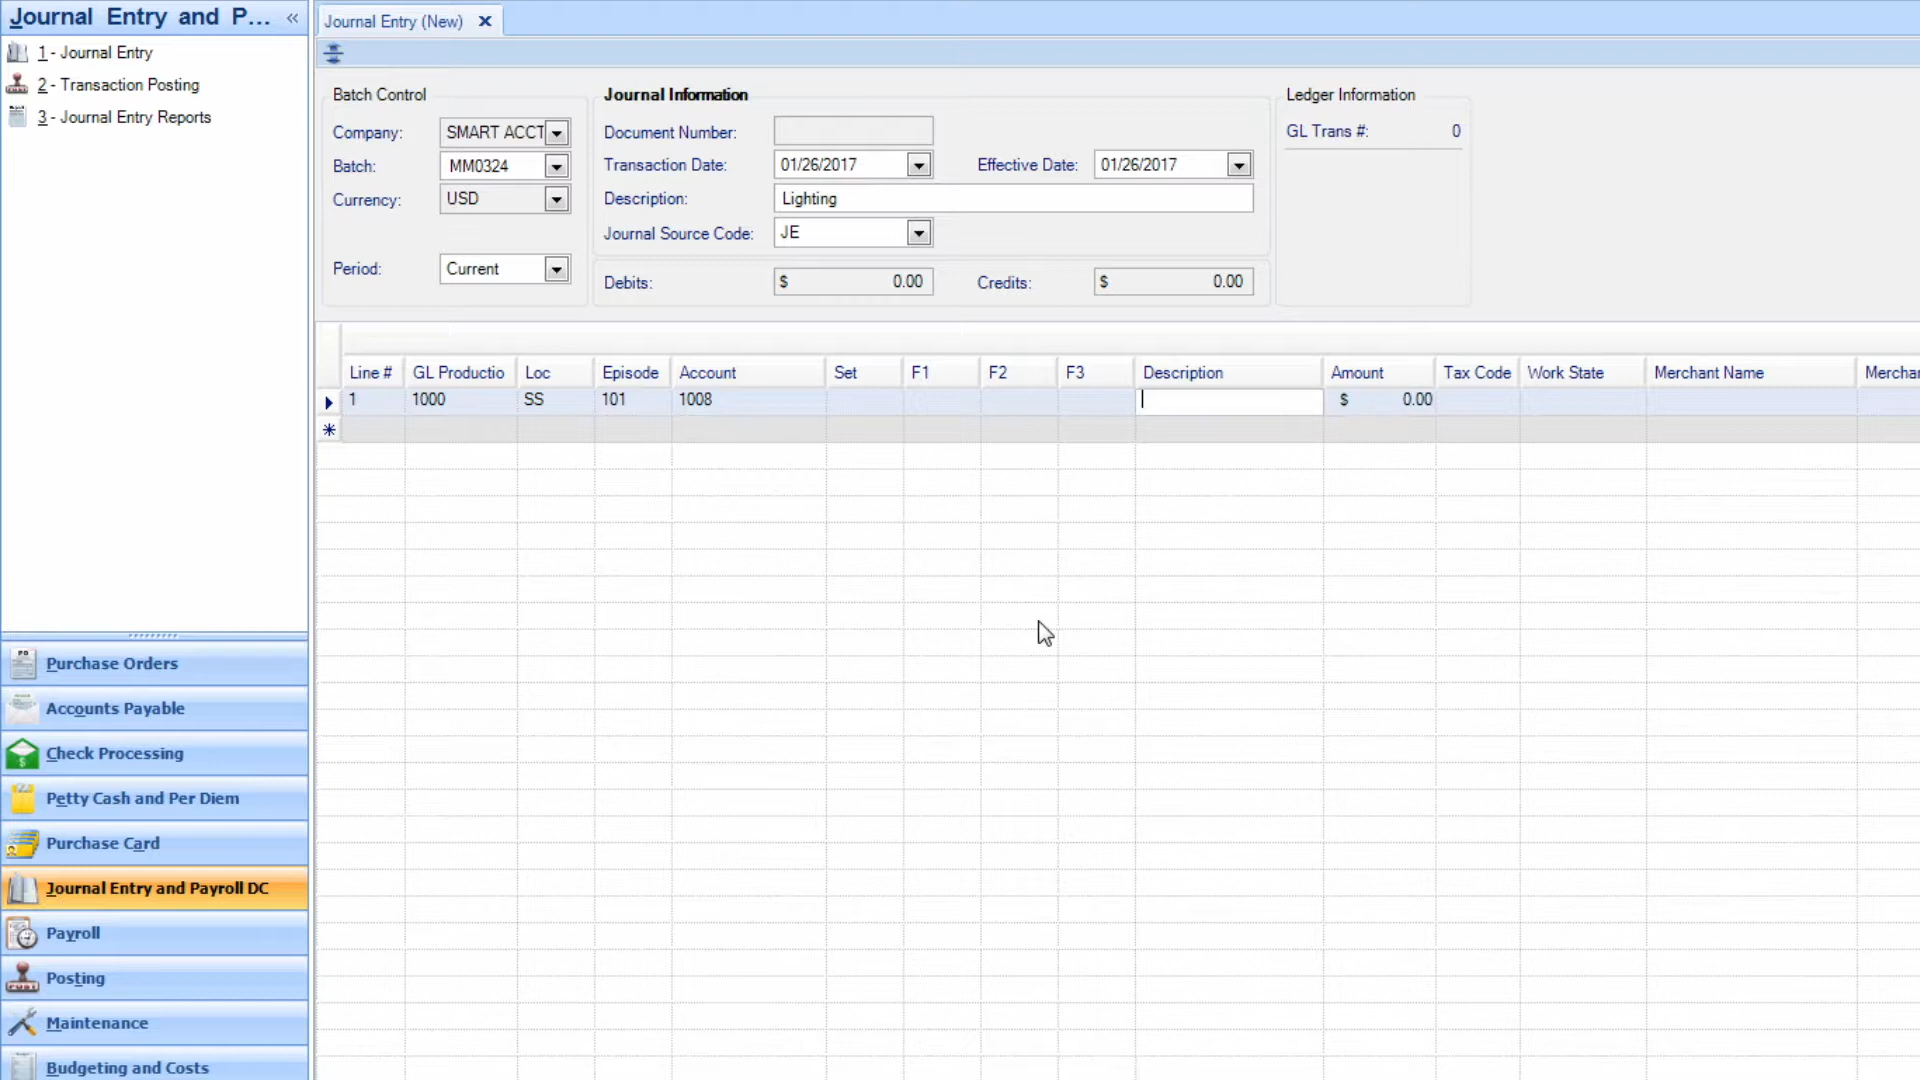 Journal Entry and P... «
1 - Journal Entry
2 - Transaction Posting
3 - Journal Entry Reports
Purchase Orders
Accounts Payable
Check Processing
Petty Cash and Per Diem
Purchase Card
Journal Entry and Payroll DC
Payroll
Posting
Maintenance
Budgeting and Costs
Journal Entry (New)
Batch Control
Company: SMART ACCT
Batch: MM0324
Currency: USD
Period: Current
Journal Information
Document Number:
Transaction Date: 01/26/2017 Effective Date: 01/26/2017
Description: Lighting
Journal Source Code: JE
Debits: $ 0.00 Credits: $ 0.00
Ledger Information
GL Trans #: 0
Line # GL Productio Loc Episode Account Set F1 F2 F3 Description Amount Tax Code Work State Merchant Name Merchar
1 1000 SS 101 1008 $ 0.00